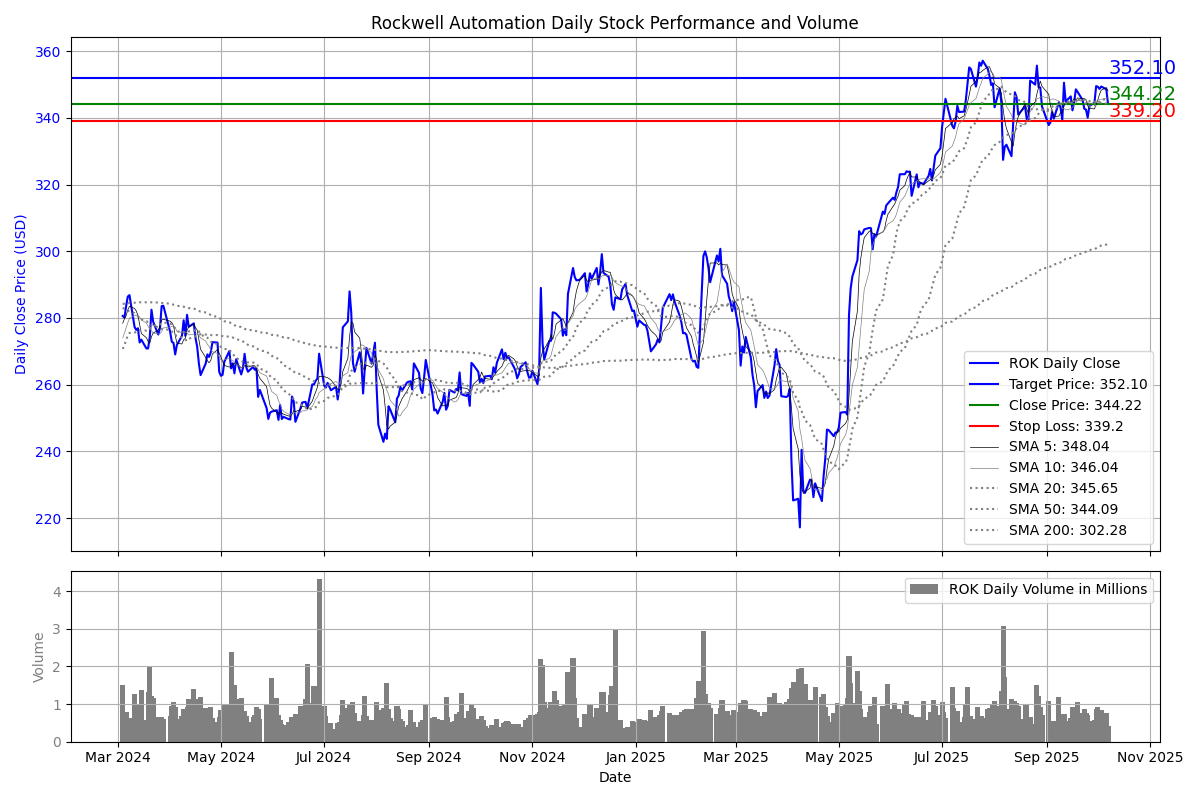 Rockwell Automation Daily Stock Performance and Volume
Daily Close Price (USD)
360
340
320
300
280
260
240
220
352.10
344.22
339.20
ROK Daily Close
Target Price: 352.10
Close Price: 344.22
Stop Loss: 339.2
SMA 5: 348.04
SMA 10: 346.04
SMA 20: 345.65
SMA 50: 344.09
SMA 200: 302.28
Volume
4
3
2
1
0
ROK Daily Volume in Millions
Mar 2024 May 2024 Jul 2024 Sep 2024 Nov 2024 Jan 2025 Mar 2025 May 2025 Jul 2025 Sep 2025 Nov 2025
Date